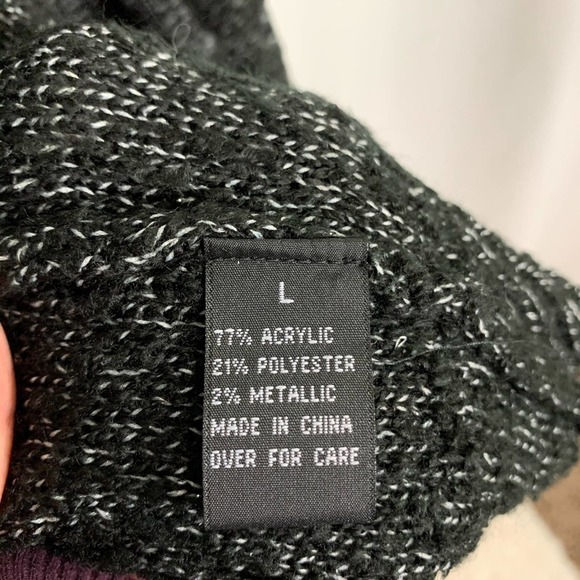 L
77% ACRYLIC
21% POLYESTER
2% METALLIC
MADE IN CHINA
OVER FOR CARE